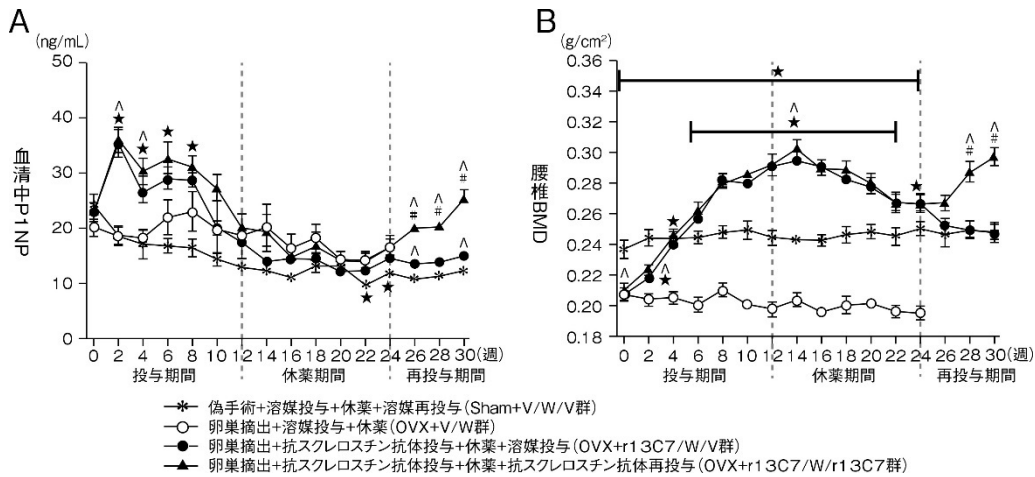 A
(ng/mL)
50
40
30
20
10
0
血清中P1NP
0 2 4 6 8 10 12 14 16 18 20 22 24 26 28 30(週)
投与期間 休薬期間 再投与期間
★ ^ # 
B
(g/cm²)
0.36
0.34
0.32
0.30
0.28
0.26
0.24
0.22
0.20
0.18
腰椎BMD
0 2 4 6 8 10 12 14 16 18 20 22 24 26 28 30(週)
投与期間 休薬期間 再投与期間
★ ^ #
偽手術+溶媒投与+休薬+溶媒再投与(Sham+V/W/V群)
卵巣摘出+溶媒投与+休薬(OVX+V/W群)
卵巣摘出+抗スクレロスチン抗体投与+休薬+溶媒投与(OVX+r13C7/W/V群)
卵巣摘出+抗スクレロスチン抗体投与+休薬+抗スクレロスチン抗体再投与(OVX+r13C7/W/r13C7群)